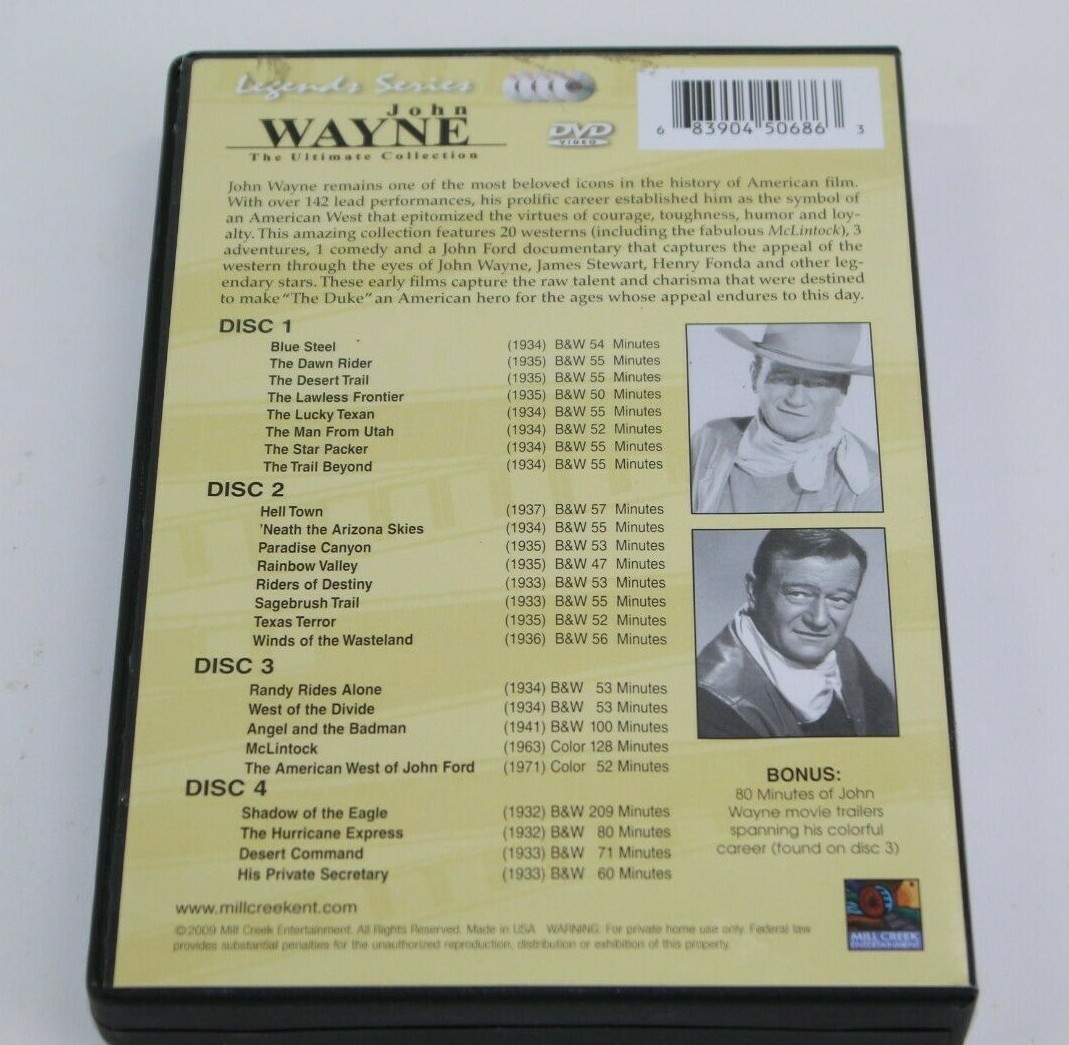 Legends Series
John
WAYNE
The Ultimate Collection
DVD
VIDEO
6 83904 50686 3
John Wayne remains one of the most beloved icons in the history of American film.
With over 142 lead performances, his prolific career established him as the symbol of
an American West that epitomized the virtues of courage, toughness, humor and loy-
alty. This amazing collection features 20 westerns (including the fabulous McLintock), 3
adventures, 1 comedy and a John Ford documentary that captures the appeal of the
western through the eyes of John Wayne, James Stewart, Henry Fonda and other leg-
endary stars. These early films capture the raw talent and charisma that were destined
to make "The Duke" an American hero for the ages whose appeal endures to this day.
DISC 1
Blue Steel (1934) B&W 54 Minutes
The Dawn Rider (1935) B&W 55 Minutes
The Desert Trail (1935) B&W 55 Minutes
The Lawless Frontier (1935) B&W 50 Minutes
The Lucky Texan (1934) B&W 55 Minutes
The Man From Utah (1934) B&W 52 Minutes
The Star Packer (1934) B&W 55 Minutes
The Trail Beyond (1934) B&W 55 Minutes
DISC 2
Hell Town (1937) B&W 57 Minutes
'Neath the Arizona Skies (1934) B&W 55 Minutes
Paradise Canyon (1935) B&W 53 Minutes
Rainbow Valley (1935) B&W 47 Minutes
Riders of Destiny (1933) B&W 53 Minutes
Sagebrush Trail (1933) B&W 55 Minutes
Texas Terror (1935) B&W 52 Minutes
Winds of the Wasteland (1936) B&W 56 Minutes
DISC 3
Randy Rides Alone (1934) B&W 53 Minutes
West of the Divide (1934) B&W 53 Minutes
Angel and the Badman (1941) B&W 100 Minutes
McLintock (1963) Color 128 Minutes
The American West of John Ford (1971) Color 52 Minutes
DISC 4
Shadow of the Eagle (1932) B&W 209 Minutes
The Hurricane Express (1932) B&W 80 Minutes
Desert Command (1933) B&W 71 Minutes
His Private Secretary (1933) B&W 60 Minutes
BONUS:
80 Minutes of John
Wayne movie trailers
spanning his colorful
career (found on disc 3)
www.millcreekent.com
©2009 Mill Creek Entertainment. All Rights Reserved. Made in USA WARNING: For private home use only. Federal law
provides substantial penalties for the unauthorized reproduction, distribution or exhibition of this property.
MILL CREEK
ENTERTAINMENT